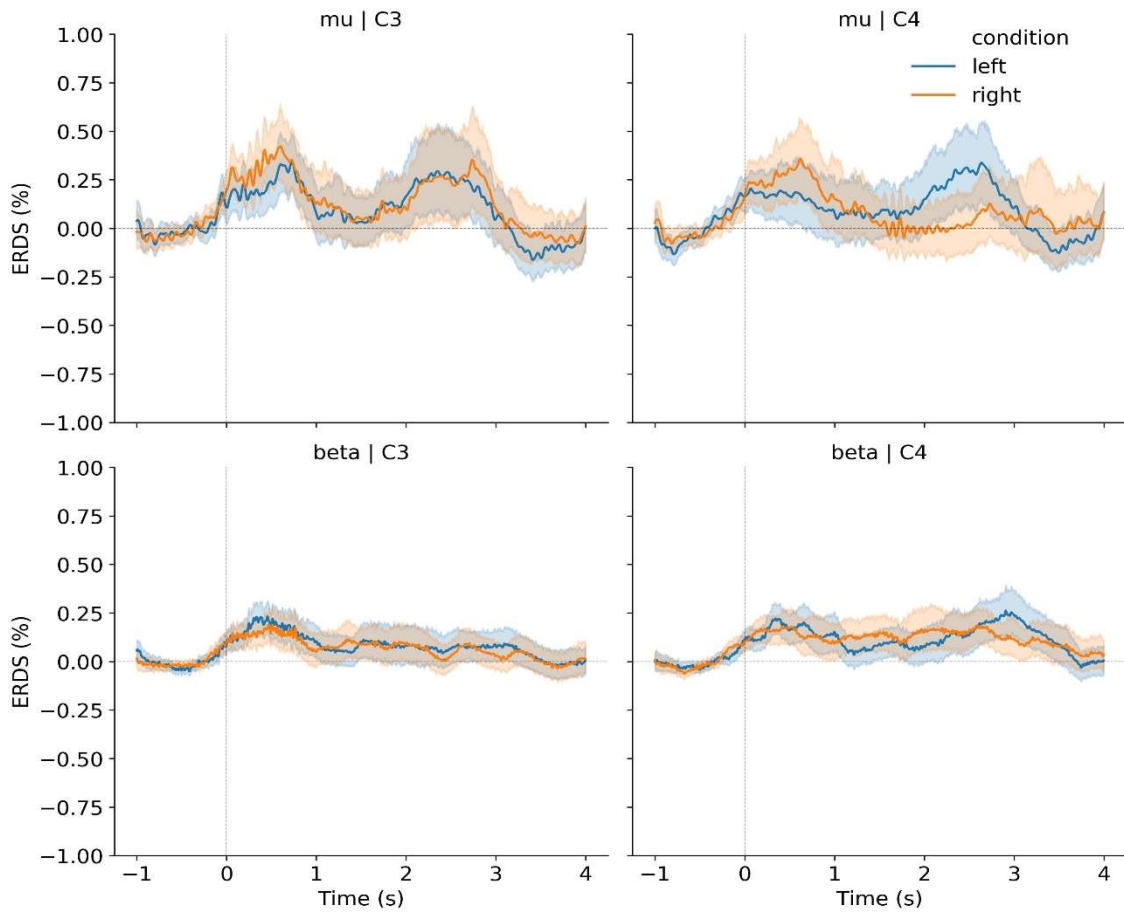 mu | C3
1.00
0.75
0.50
0.25
0.00
−0.25
−0.50
−0.75
−1.00
ERDS (%)
mu | C4
condition
left
right
beta | C3
1.00
0.75
0.50
0.25
0.00
−0.25
−0.50
−0.75
−1.00
ERDS (%)
−1 0 1 2 3 4
Time (s)
beta | C4
−1 0 1 2 3 4
Time (s)